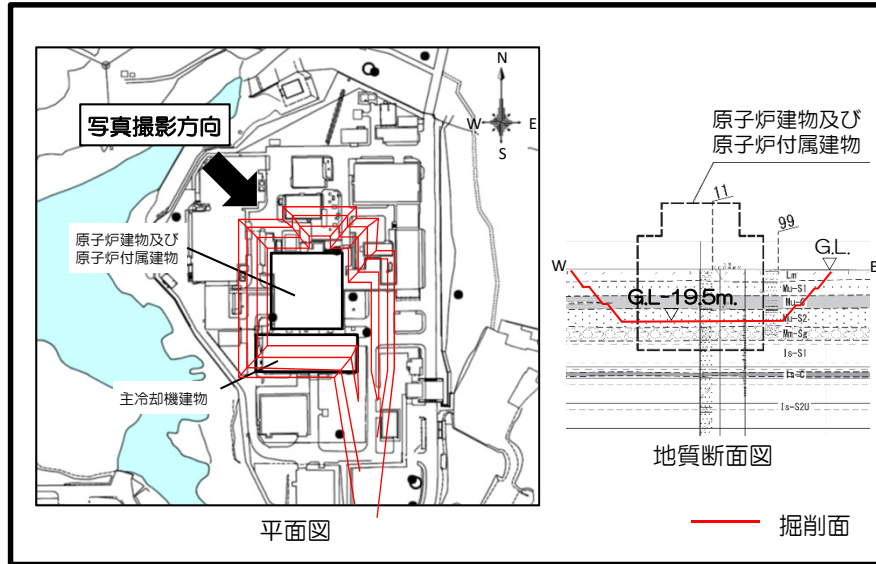 写真撮影方向
N
W
E
S
原子炉建物及び
原子炉付属建物
主冷却機建物
平面図
原子炉建物及び
原子炉付属建物
11
99
G.L.
W
E
Lm
Mu-S1
G.L-19.5m.
Mu-S2
Mm-Sg
Is-S1
Is-C
Is-S2U
地質断面図
掘削面